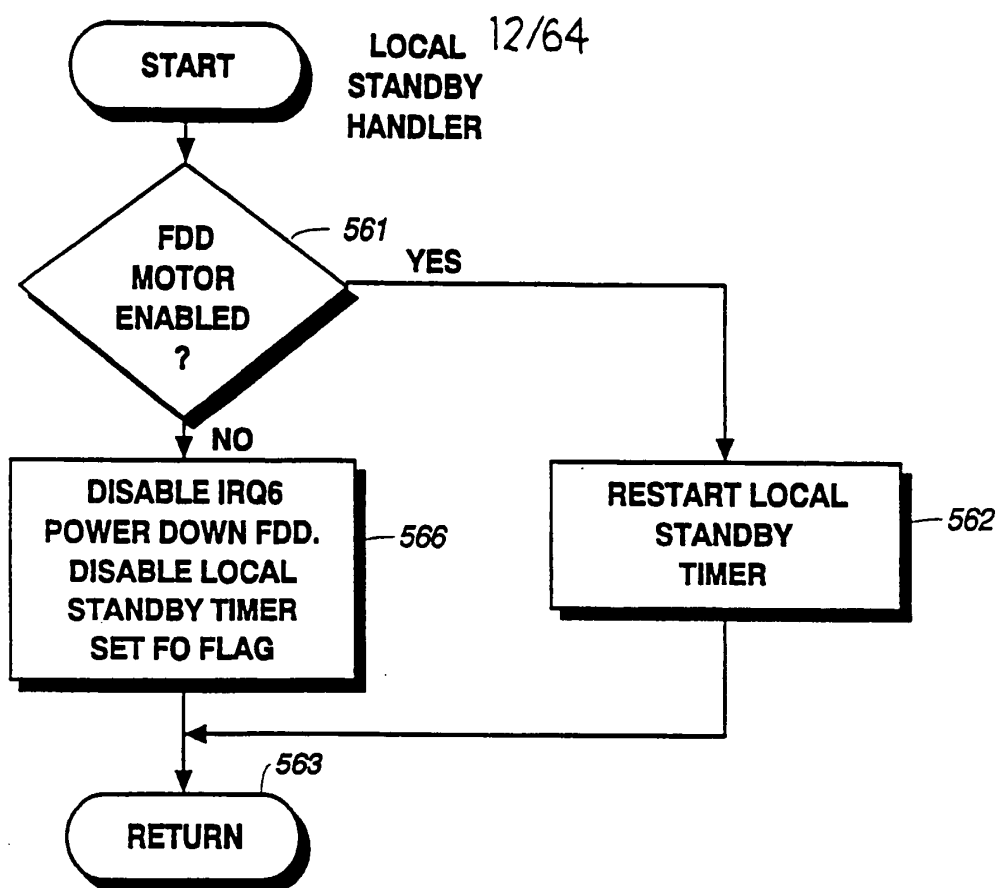 START
LOCAL 12/64
STANDBY
HANDLER
FDD
MOTOR
ENABLED
?
561
YES
NO
DISABLE IRQ6
POWER DOWN FDD.
DISABLE LOCAL
STANDBY TIMER
SET FO FLAG
566
RESTART LOCAL
STANDBY
TIMER
562
563
RETURN